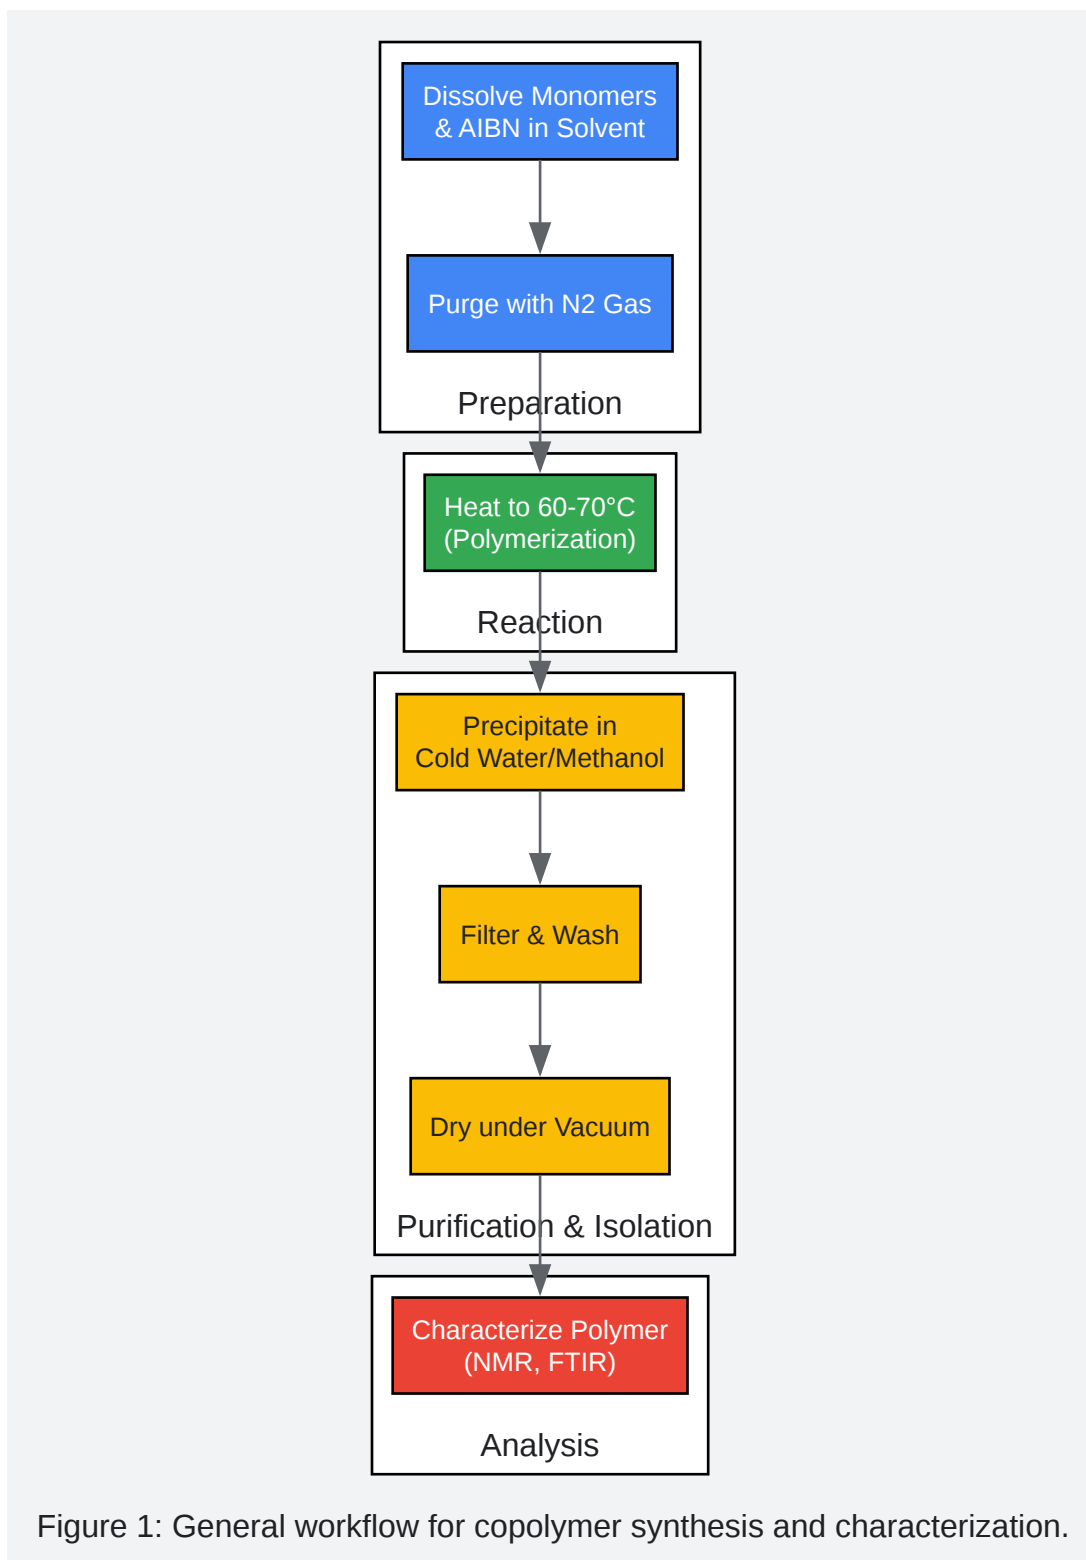 Dissolve Monomers
& AIBN in Solvent
Purge with N2 Gas
Preparation
Heat to 60-70°C
(Polymerization)
Reaction
Precipitate in
Cold Water/Methanol
Filter & Wash
Dry under Vacuum
Purification & Isolation
Characterize Polymer
(NMR, FTIR)
Analysis
Figure 1: General workflow for copolymer synthesis and characterization.